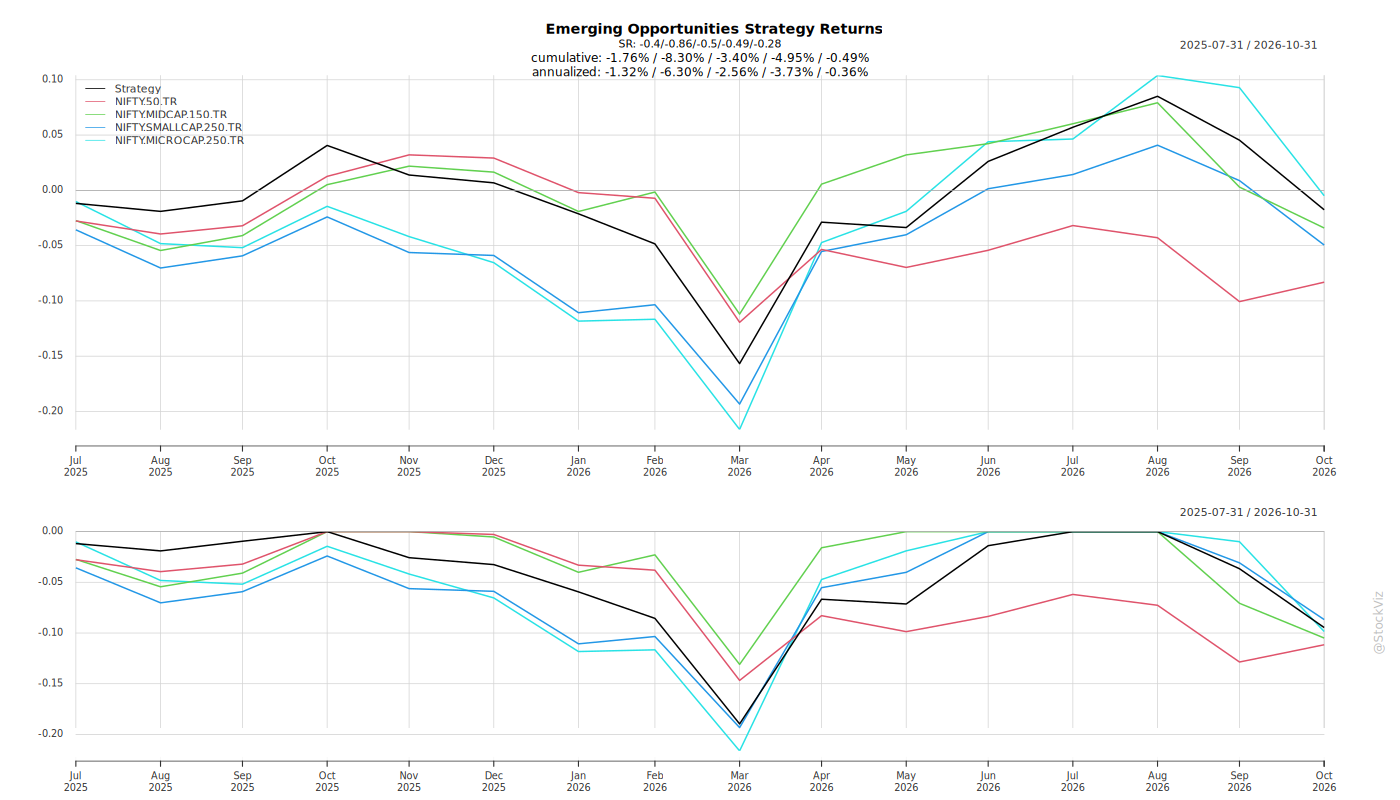 Emerging Opportunities Strategy Returns
SR: -0.4/-0.86/-0.5/-0.49/-0.28
cumulative: -1.76% / -8.30% / -3.40% / -4.95% / -0.49%
annualized: -1.32% / -6.30% / -2.56% / -3.73% / -0.36%
2025-07-31 / 2026-10-31
Strategy
NIFTY.50.TR
NIFTY.MIDCAP.150.TR
NIFTY.SMALLCAP.250.TR
NIFTY.MICROCAP.250.TR
0.10
0.05
0.00
-0.05
-0.10
-0.15
-0.20
Jul Aug Sep Oct Nov Dec Jan Feb Mar Apr May Jun Jul Aug Sep Oct
2025 2025 2025 2025 2025 2025 2026 2026 2026 2026 2026 2026 2026 2026 2026 2026
2025-07-31 / 2026-10-31
0.00
-0.05
-0.10
-0.15
-0.20
Jul Aug Sep Oct Nov Dec Jan Feb Mar Apr May Jun Jul Aug Sep Oct
2025 2025 2025 2025 2025 2025 2026 2026 2026 2026 2026 2026 2026 2026 2026 2026
@StockViz